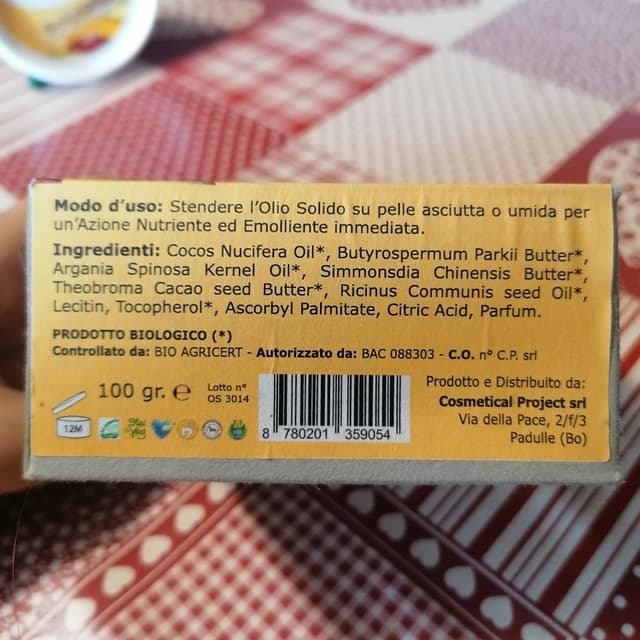 Modo d'uso: Stendere l'Olio Solido su pelle asciutta o umida per
un'Azione Nutriente ed Emolliente immediata.
Ingredienti: Cocos Nucifera Oil*, Butyrospermum Parkii Butter*,
Argania Spinosa Kernel Oil*, Simmonsdia Chinensis Butter*,
Theobroma Cacao seed Butter*, Ricinus Communis seed Oil*,
Lecitin, Tocopherol*, Ascorbyl Palmitate, Citric Acid, Parfum.
PRODOTTO BIOLOGICO (*)
Controllato da: BIO AGRICERT - Autorizzato da: BAC 088303 - C.O. n° C.P. srl
100 gr. ℮
Lotto n°
OS 3014
12M
8 780201 359054
Prodotto e Distribuito da:
Cosmetical Project srl
Via della Pace, 2/f/3
Padulle (Bo)